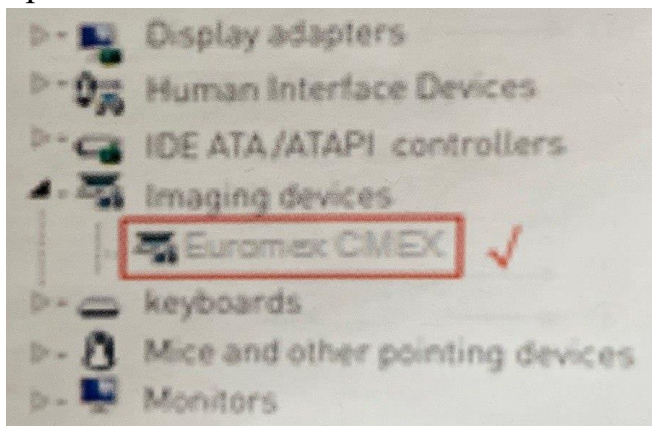 Display adapters
Human Interface Devices
IDE ATA/ATAPI controllers
Imaging devices
Euromex CMEX
keyboards
Mice and other pointing devices
Monitors